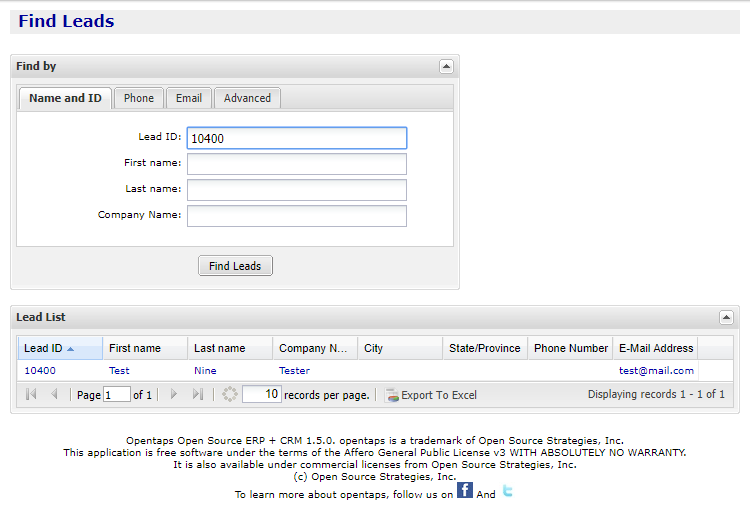 Find Leads
Find by
Name and ID Phone Email Advanced
Lead ID: 10400
First name:
Last name:
Company Name:
Find Leads
Lead List
Lead ID First name Last name Company N... City State/Province Phone Number E-Mail Address
10400 Test Nine Tester test@mail.com
Page 1 of 1 10 records per page. Export To Excel Displaying records 1 - 1 of 1
Opentaps Open Source ERP + CRM 1.5.0. opentaps is a trademark of Open Source Strategies, Inc.
This application is free software under the terms of the Affero General Public License v3 WITH ABSOLUTELY NO WARRANTY.
It is also available under commercial licenses from Open Source Strategies, Inc.
(c) Open Source Strategies, Inc.
To learn more about opentaps, follow us on f And t